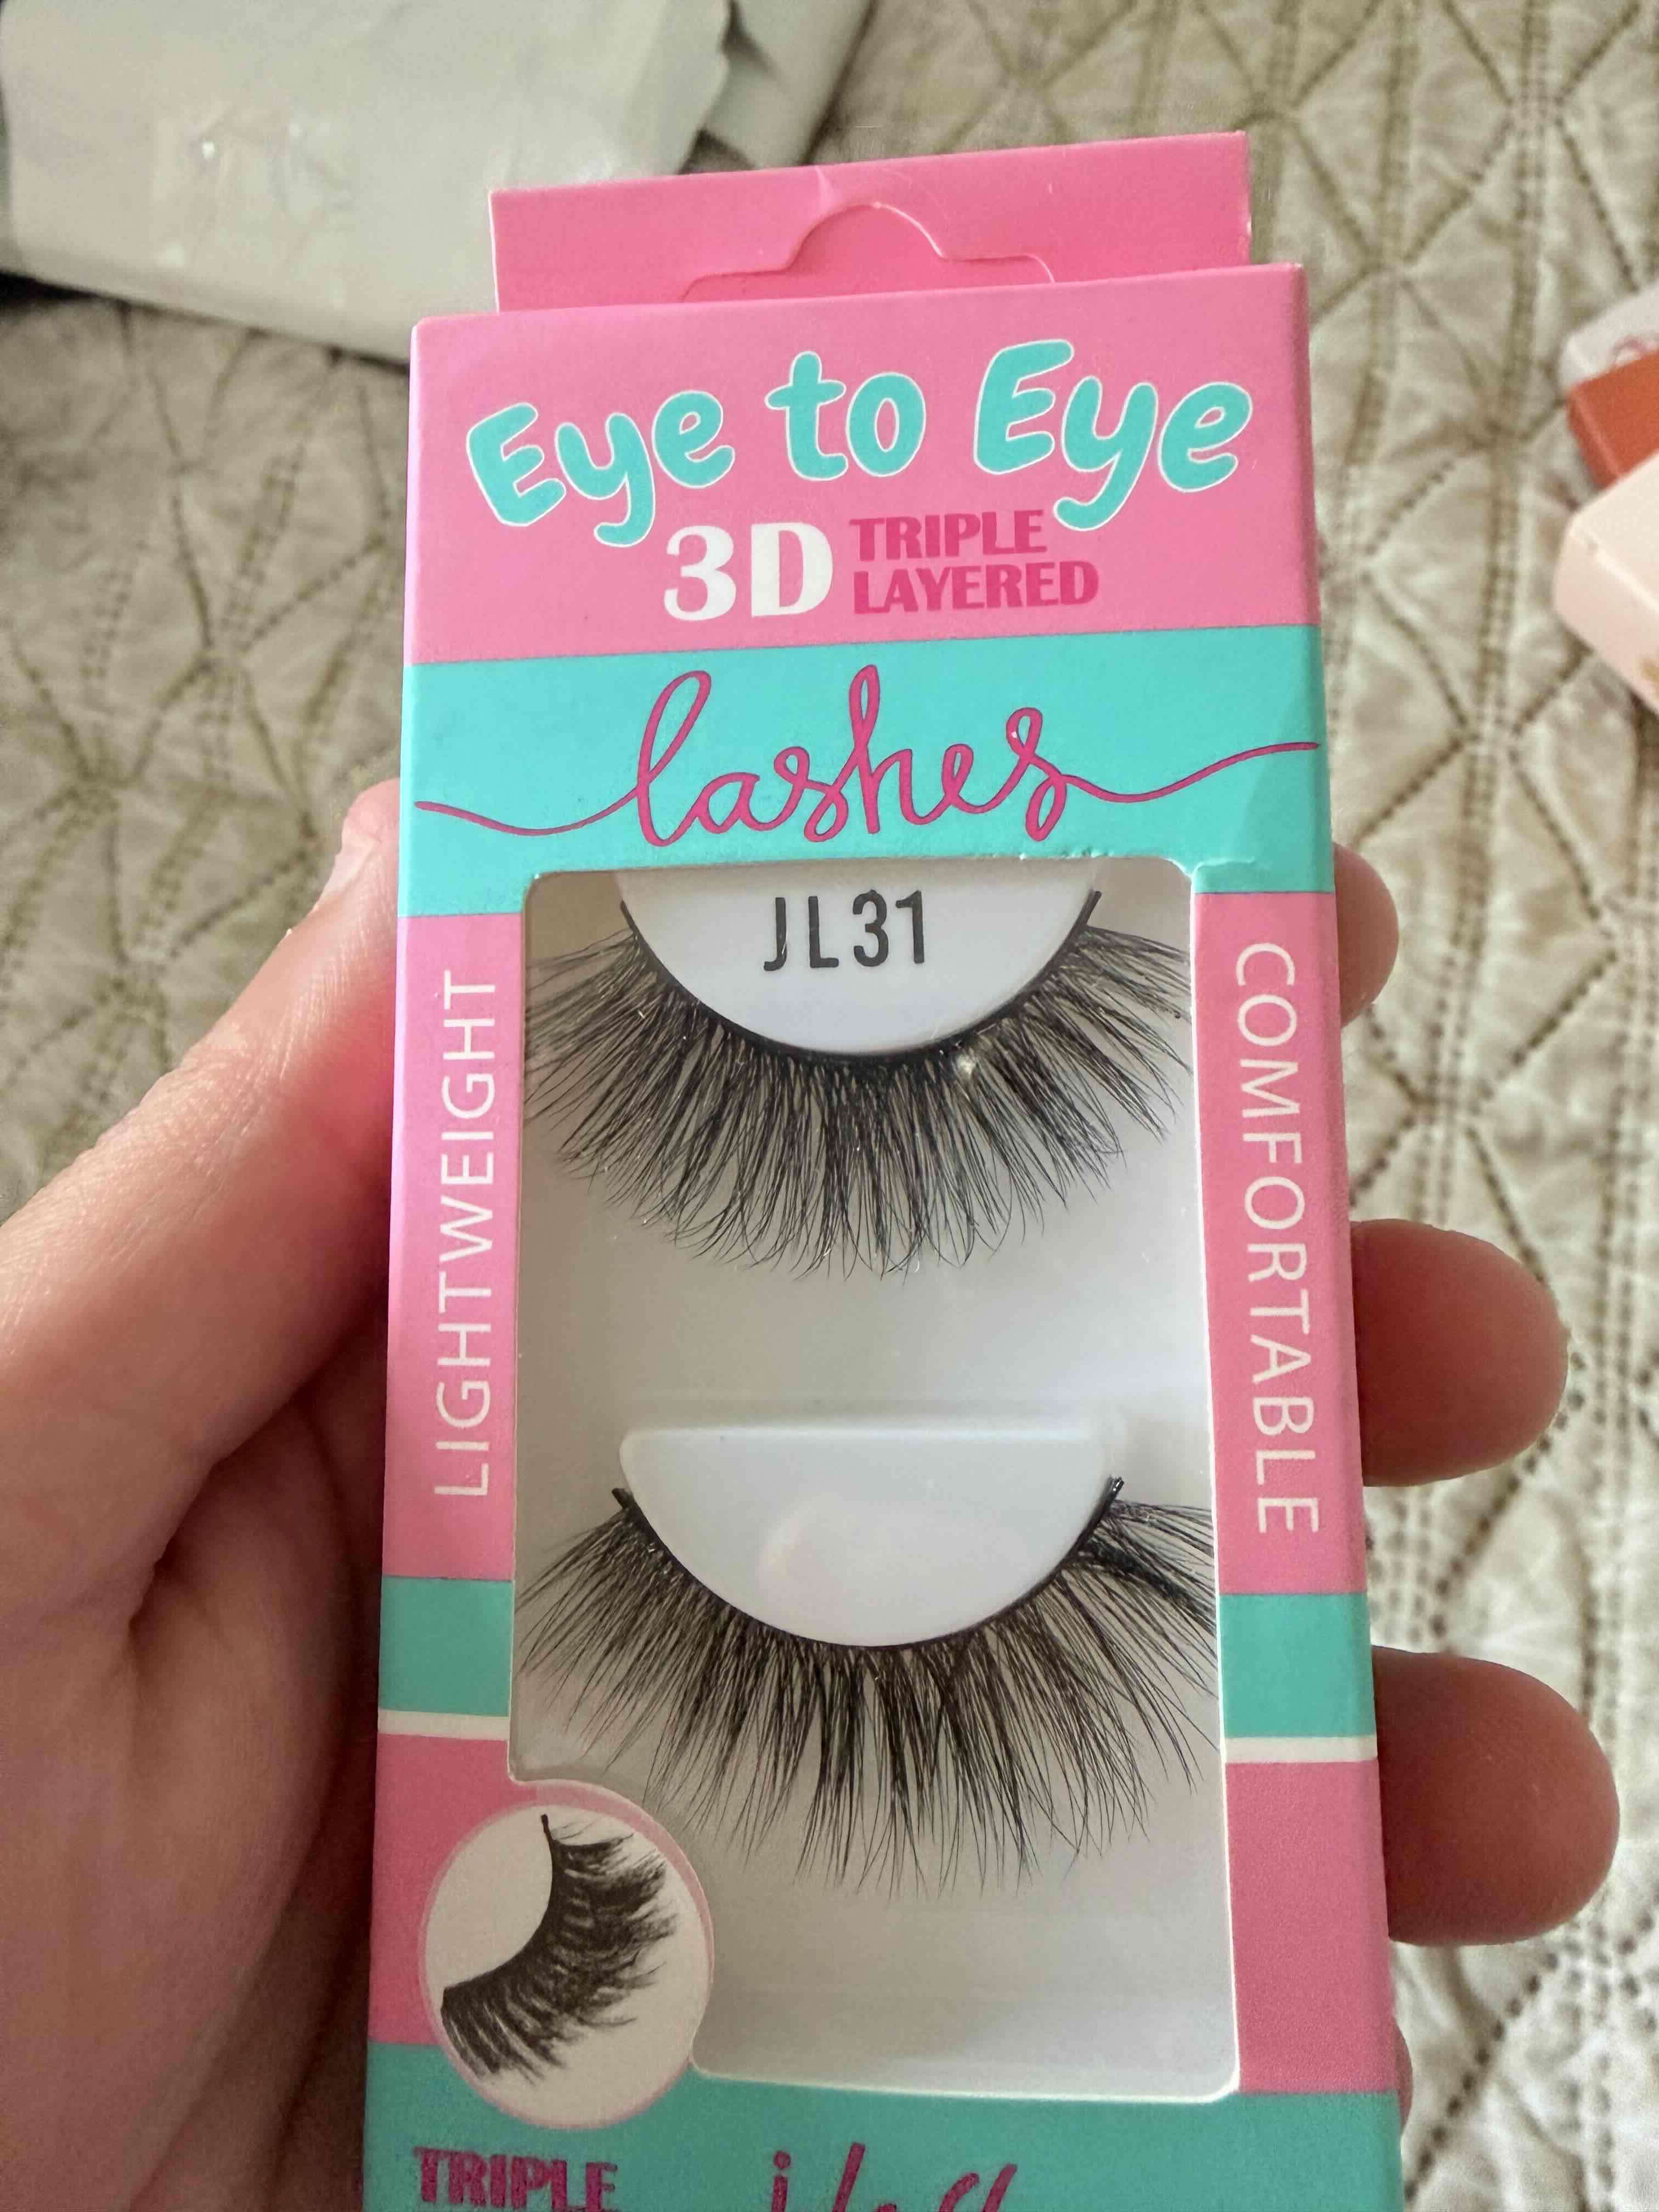 Eye to Eye
3D TRIPLE
LAYERED
lashes
JL31
LIGHTWEIGHT
COMFORTABLE
TRIPLE